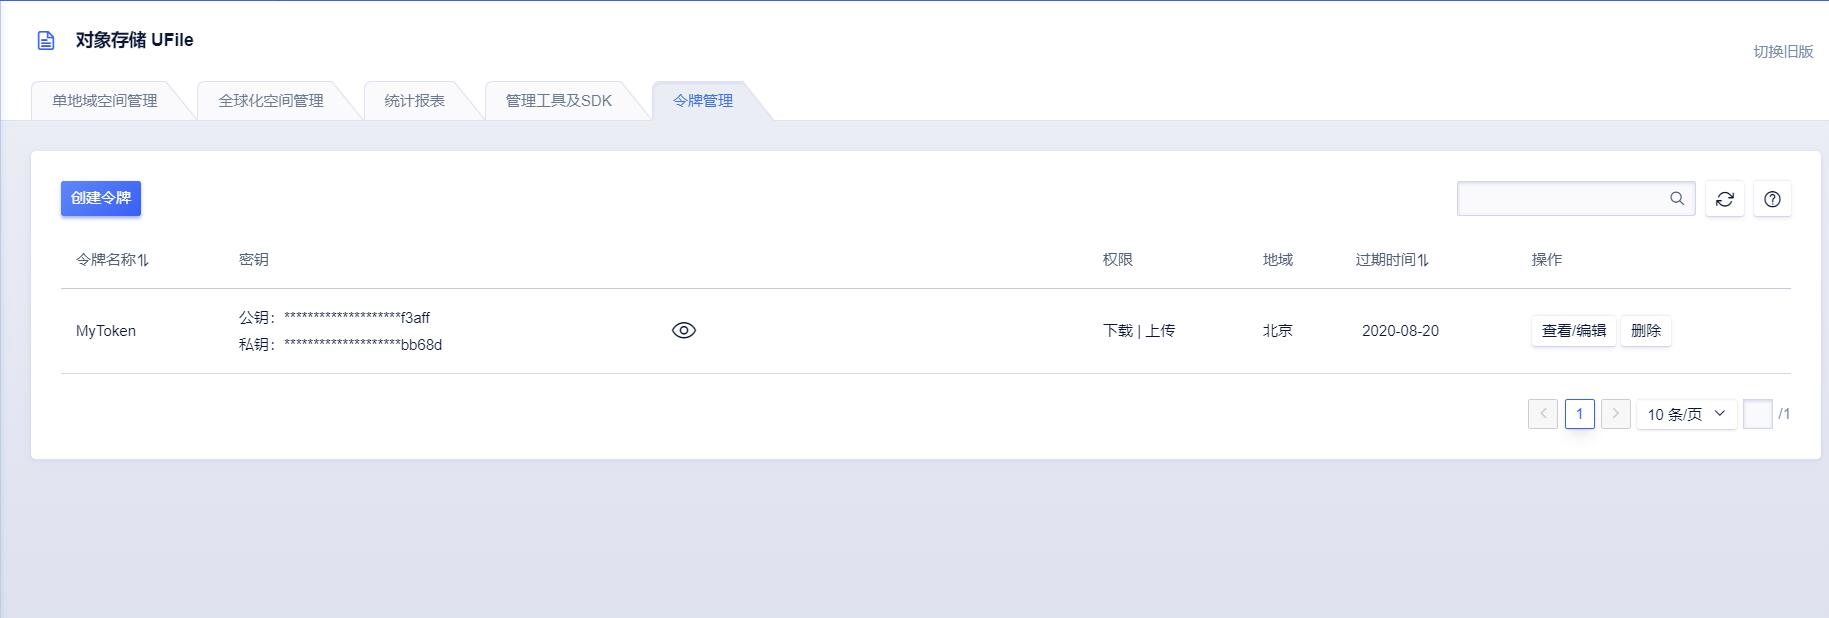 对象存储 UFile
切换旧版
单地域空间管理 全球化空间管理 统计报表 管理工具及SDK 令牌管理
创建令牌
令牌名称 密钥 权限 地域 过期时间 操作
MyToken 公钥：********************f3aff 下载 | 上传 北京 2020-08-20 查看/编辑 删除
私钥：********************bb68d
1 10 条/页 /1